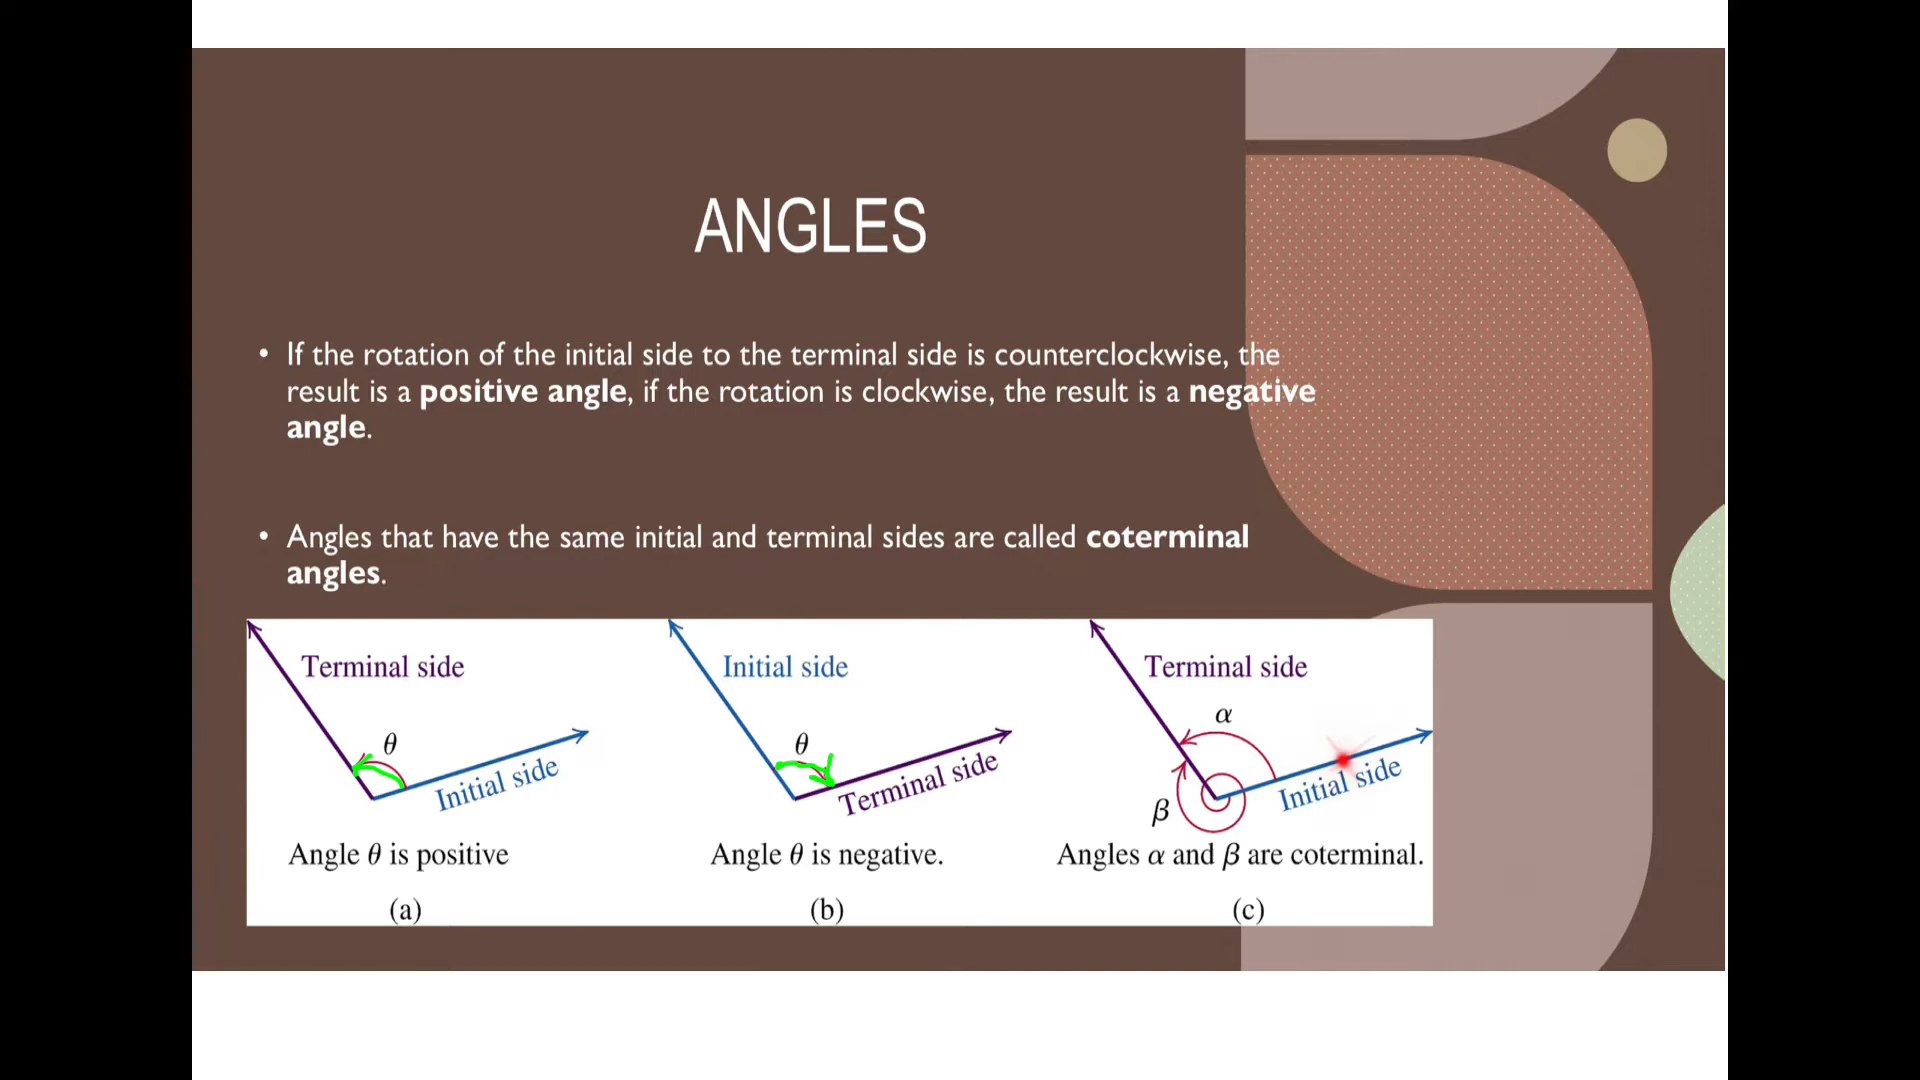 ANGLES
• If the rotation of the initial side to the terminal side is counterclockwise, the
result is a positive angle, if the rotation is clockwise, the result is a negative
angle.
• Angles that have the same initial and terminal sides are called coterminal
angles.
Terminal side
θ
Initial side
Angle θ is positive
(a)
Initial side
θ
Terminal side
Angle θ is negative.
(b)
Terminal side
α
Initial side
β
Angles α and β are coterminal.
(c)